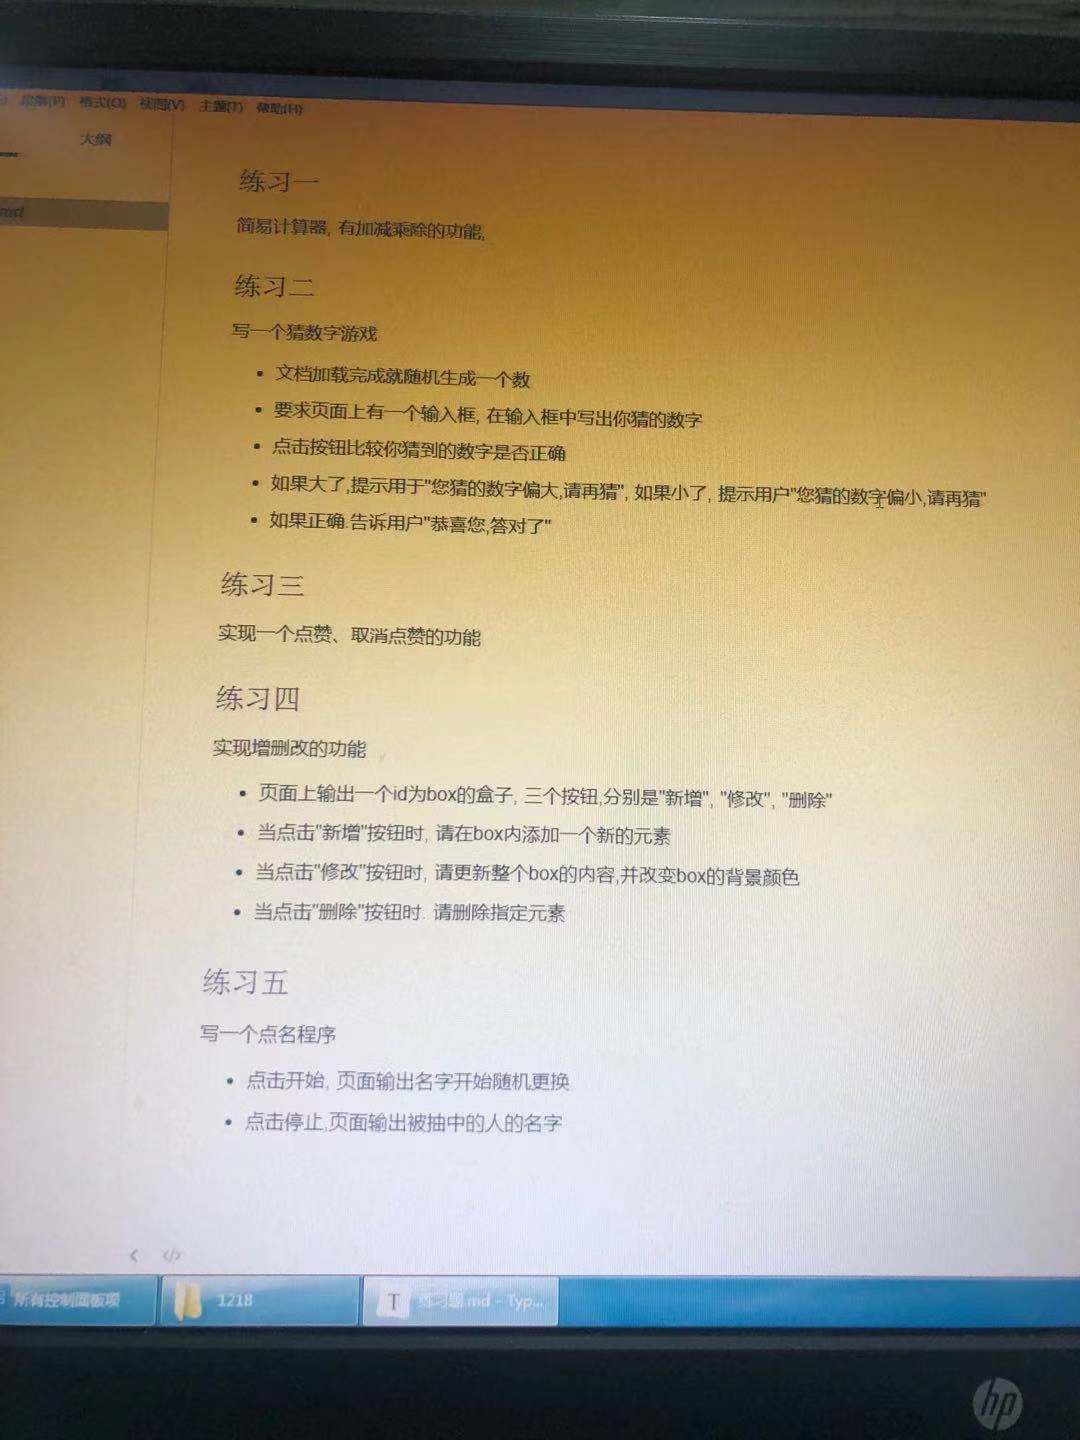 格式(O) 视图(V) 主题(T) 帮助(H)
大纲
md
练习一
简易计算器, 有加减乘除的功能,
练习二
写一个猜数字游戏
• 文档加载完成就随机生成一个数
• 要求页面上有一个输入框, 在输入框中写出你猜的数字
• 点击按钮比较你猜到的数字是否正确
• 如果大了,提示用于"您猜的数字偏大,请再猜", 如果小了, 提示用户"您猜的数字偏小,请再猜"
• 如果正确.告诉用户"恭喜您,答对了"
练习三
实现一个点赞、取消点赞的功能
练习四
实现增删改的功能
• 页面上输出一个id为box的盒子, 三个按钮,分别是"新增", "修改", "删除"
• 当点击"新增"按钮时, 请在box内添加一个新的元素
• 当点击"修改"按钮时, 请更新整个box的内容,并改变box的背景颜色
• 当点击"删除"按钮时. 请删除指定元素
练习五
写一个点名程序
• 点击开始, 页面输出名字开始随机更换
• 点击停止,页面输出被抽中的人的名字
所有控制面板项 1218 T 练习题.md - Typ...
hp